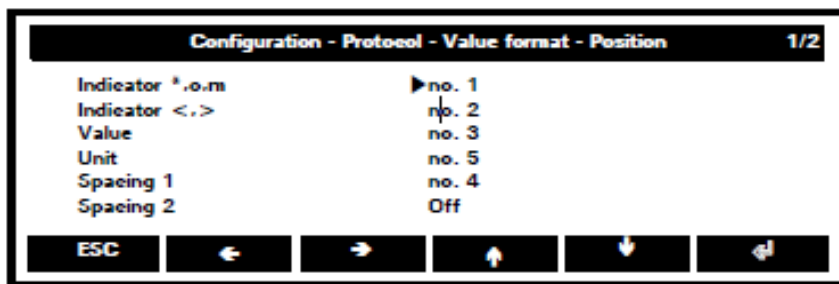 Configuration - Protocol - Value format - Position 1/2
Indicator *,o,m ▶no. 1
Indicator <,> no. 2
Value no. 3
Unit no. 5
Spacing 1 no. 4
Spacing 2 Off
ESC ← → ↑ ↓ ↲